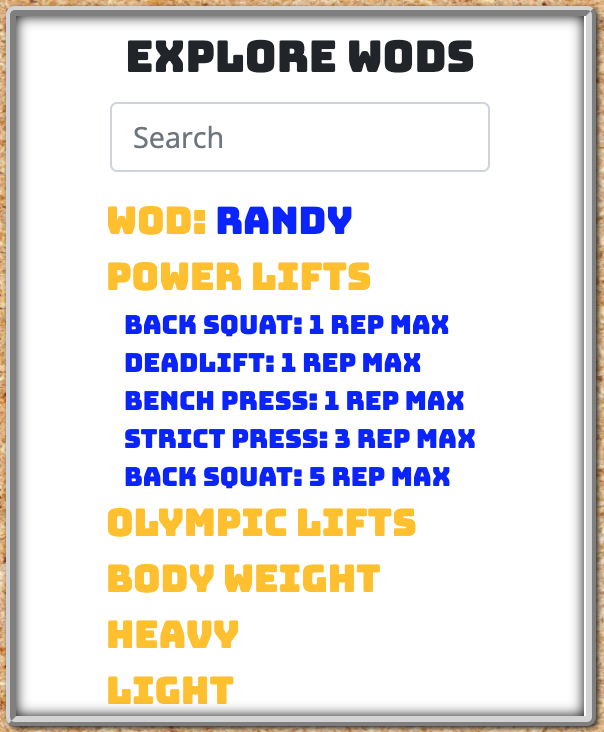 EXPLORE WODS
Search
WOD: RANDY
POWER LIFTS
BACK SQUAT: 1 REP MAX
DEADLIFT: 1 REP MAX
BENCH PRESS: 1 REP MAX
STRICT PRESS: 3 REP MAX
BACK SQUAT: 5 REP MAX
OLYMPIC LIFTS
BODY WEIGHT
HEAVY
LIGHT